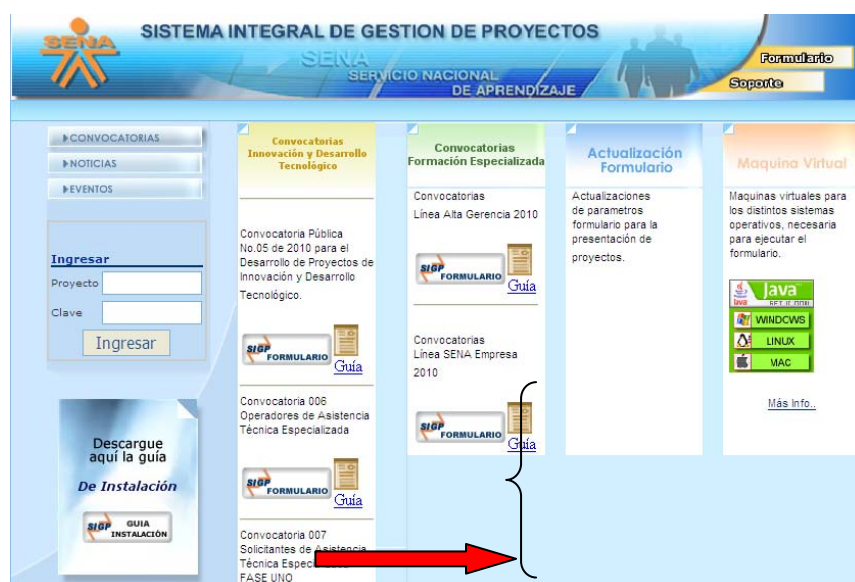 SENA
SISTEMA INTEGRAL DE GESTION DE PROYECTOS
SENA
SERVICIO NACIONAL
DE APRENDIZAJE
Formulario
Soporte
CONVOCATORIAS
NOTICIAS
EVENTOS
Ingresar
Proyecto
Clave
Ingresar
Descargue
aquí la guía
De Instalación
SIGP GUIA
INSTALACIÓN
Convocatorias
Innovación y Desarrollo
Tecnológico
Convocatoria Pública
No.05 de 2010 para el
Desarrollo de Proyectos de
Innovación y Desarrollo
Tecnológico.
SIGP FORMULARIO
Guía
Convocatoria 006
Operadores de Asistencia
Técnica Especializada
SIGP FORMULARIO
Guía
Convocatoria 007
Solicitantes de Asistencia
Técnica
FASE UNO
Convocatorias
Formación Especializada
Convocatorias
Línea Alta Gerencia 2010
SIGP FORMULARIO
Guía
Convocatorias
Línea SENA Empresa
2010
SIGP FORMULARIO
Guía
Actualización
Formulario
Actualizaciones
de parametros
formulario para la
presentación de
proyectos.
Maquina Virtual
Maquinas virtuales para
los distintos sistemas
operativos, necesaria
para ejecutar el
formulario.
Java
WINDOWS
LINUX
MAC
Más Info..